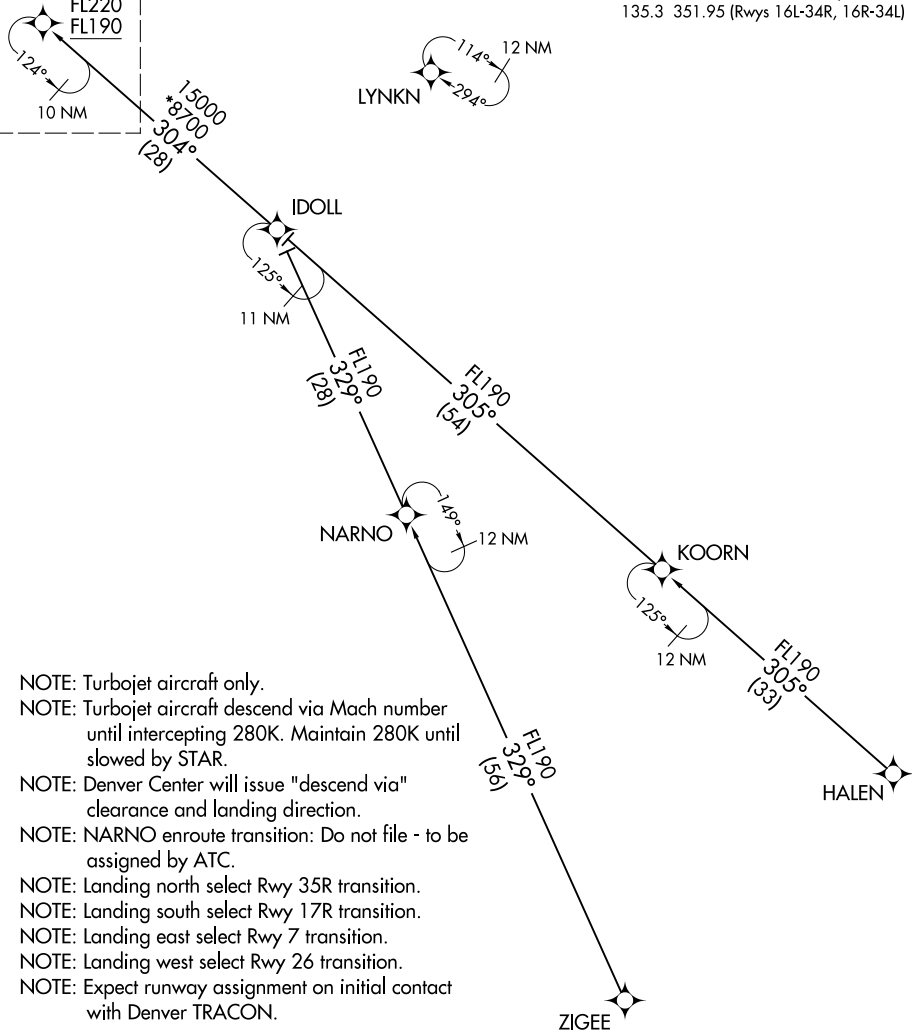 FL220
FL190
135.3 351.95 (Rwys 16L-34R, 16R-34L)
124°
10 NM
114°
12 NM
294°
LYNKN
15000
*8700
304°
(28)
IDOLL
125°
11 NM
FL190
329°
(28)
FL190
305°
(54)
NARNO
149°
12 NM
KOORN
125°
12 NM
FL190
305°
(33)
HALEN
FL190
329°
(56)
ZIGEE
NOTE: Turbojet aircraft only.
NOTE: Turbojet aircraft descend via Mach number
until intercepting 280K. Maintain 280K until
slowed by STAR.
NOTE: Denver Center will issue "descend via"
clearance and landing direction.
NOTE: NARNO enroute transition: Do not file - to be
assigned by ATC.
NOTE: Landing north select Rwy 35R transition.
NOTE: Landing south select Rwy 17R transition.
NOTE: Landing east select Rwy 7 transition.
NOTE: Landing west select Rwy 26 transition.
NOTE: Expect runway assignment on initial contact
with Denver TRACON.